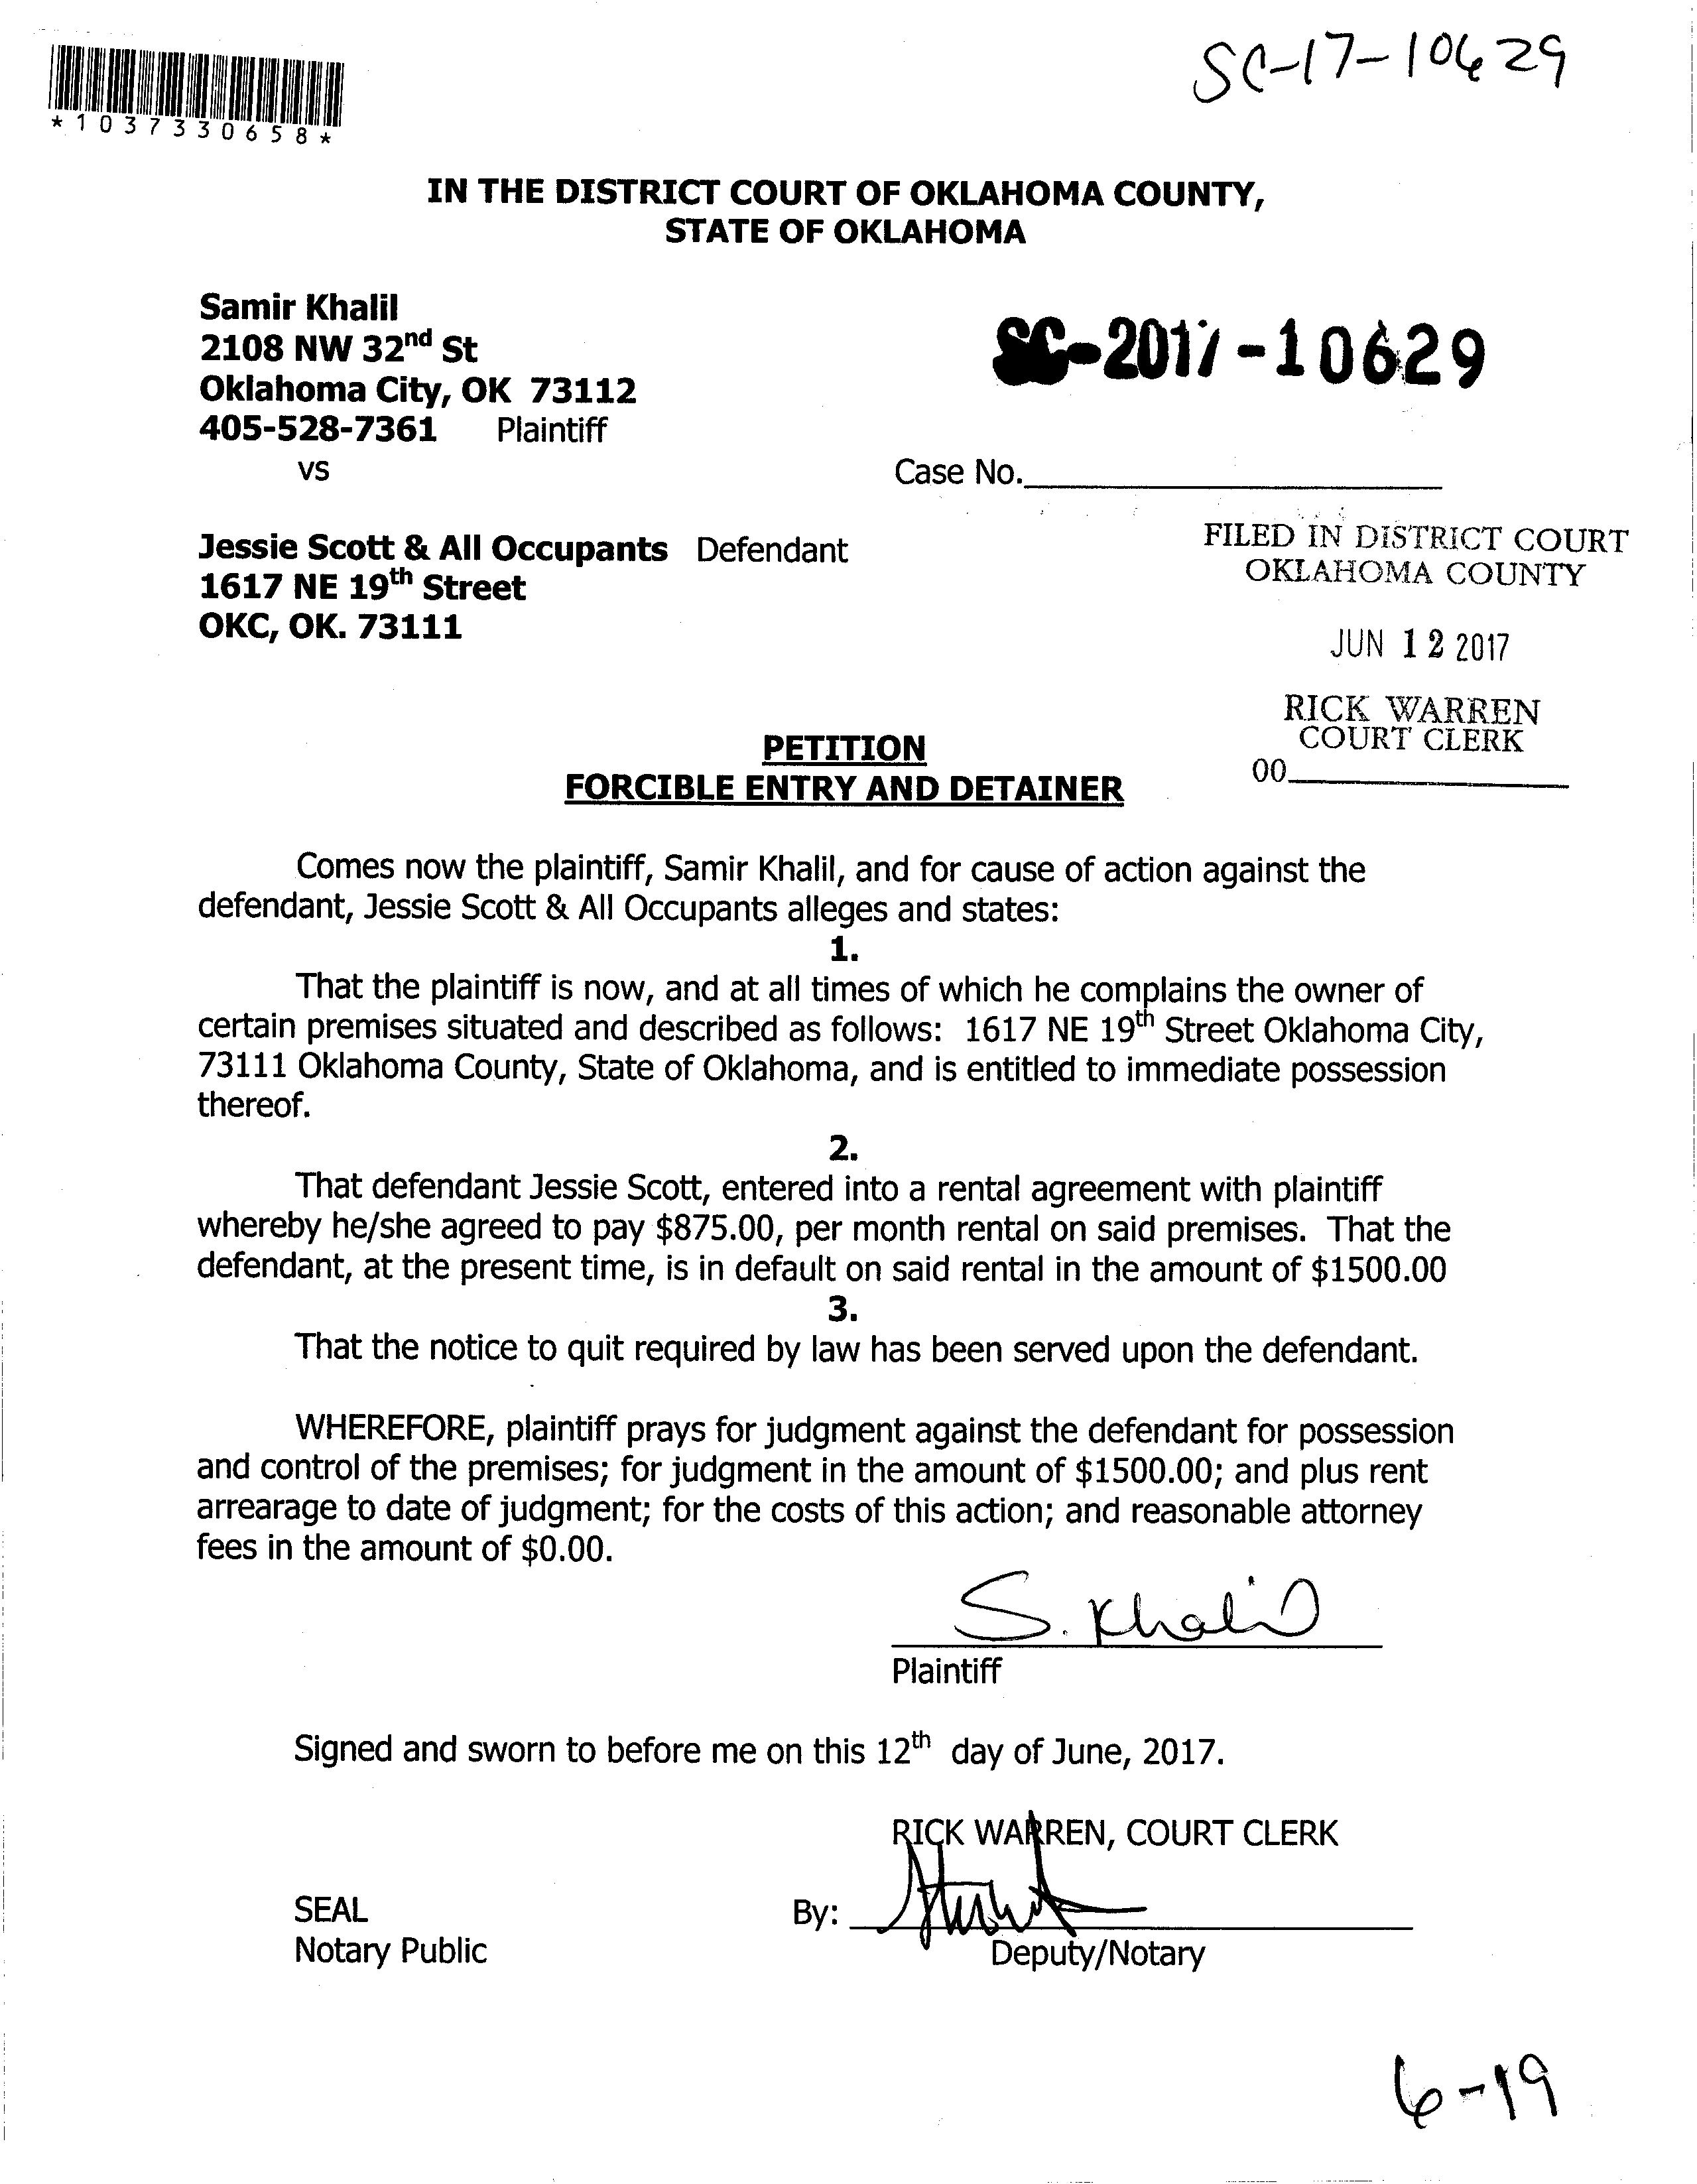 SC-17-10629
*1037330658*
IN THE DISTRICT COURT OF OKLAHOMA COUNTY,
STATE OF OKLAHOMA
Samir Khalil
2108 NW 32nd St
Oklahoma City, OK 73112
405-528-7361 Plaintiff
vs
SC-2017-10629
Case No.
Jessie Scott & All Occupants Defendant
1617 NE 19th Street
OKC, OK. 73111
FILED IN DISTRICT COURT
OKLAHOMA COUNTY
JUN 12 2017
RICK WARREN
COURT CLERK
00
PETITION
FORCIBLE ENTRY AND DETAINER
Comes now the plaintiff, Samir Khalil, and for cause of action against the
defendant, Jessie Scott & All Occupants alleges and states:
1.
That the plaintiff is now, and at all times of which he complains the owner of
certain premises situated and described as follows: 1617 NE 19th Street Oklahoma City,
73111 Oklahoma County, State of Oklahoma, and is entitled to immediate possession
thereof.
2.
That defendant Jessie Scott, entered into a rental agreement with plaintiff
whereby he/she agreed to pay $875.00, per month rental on said premises. That the
defendant, at the present time, is in default on said rental in the amount of $1500.00
3.
That the notice to quit required by law has been served upon the defendant.
WHEREFORE, plaintiff prays for judgment against the defendant for possession
and control of the premises; for judgment in the amount of $1500.00; and plus rent
arrearage to date of judgment; for the costs of this action; and reasonable attorney
fees in the amount of $0.00.
S. Khalil
Plaintiff
Signed and sworn to before me on this 12th day of June, 2017.
RICK WARREN, COURT CLERK
SEAL
Notary Public
By:
Deputy/Notary
6-19